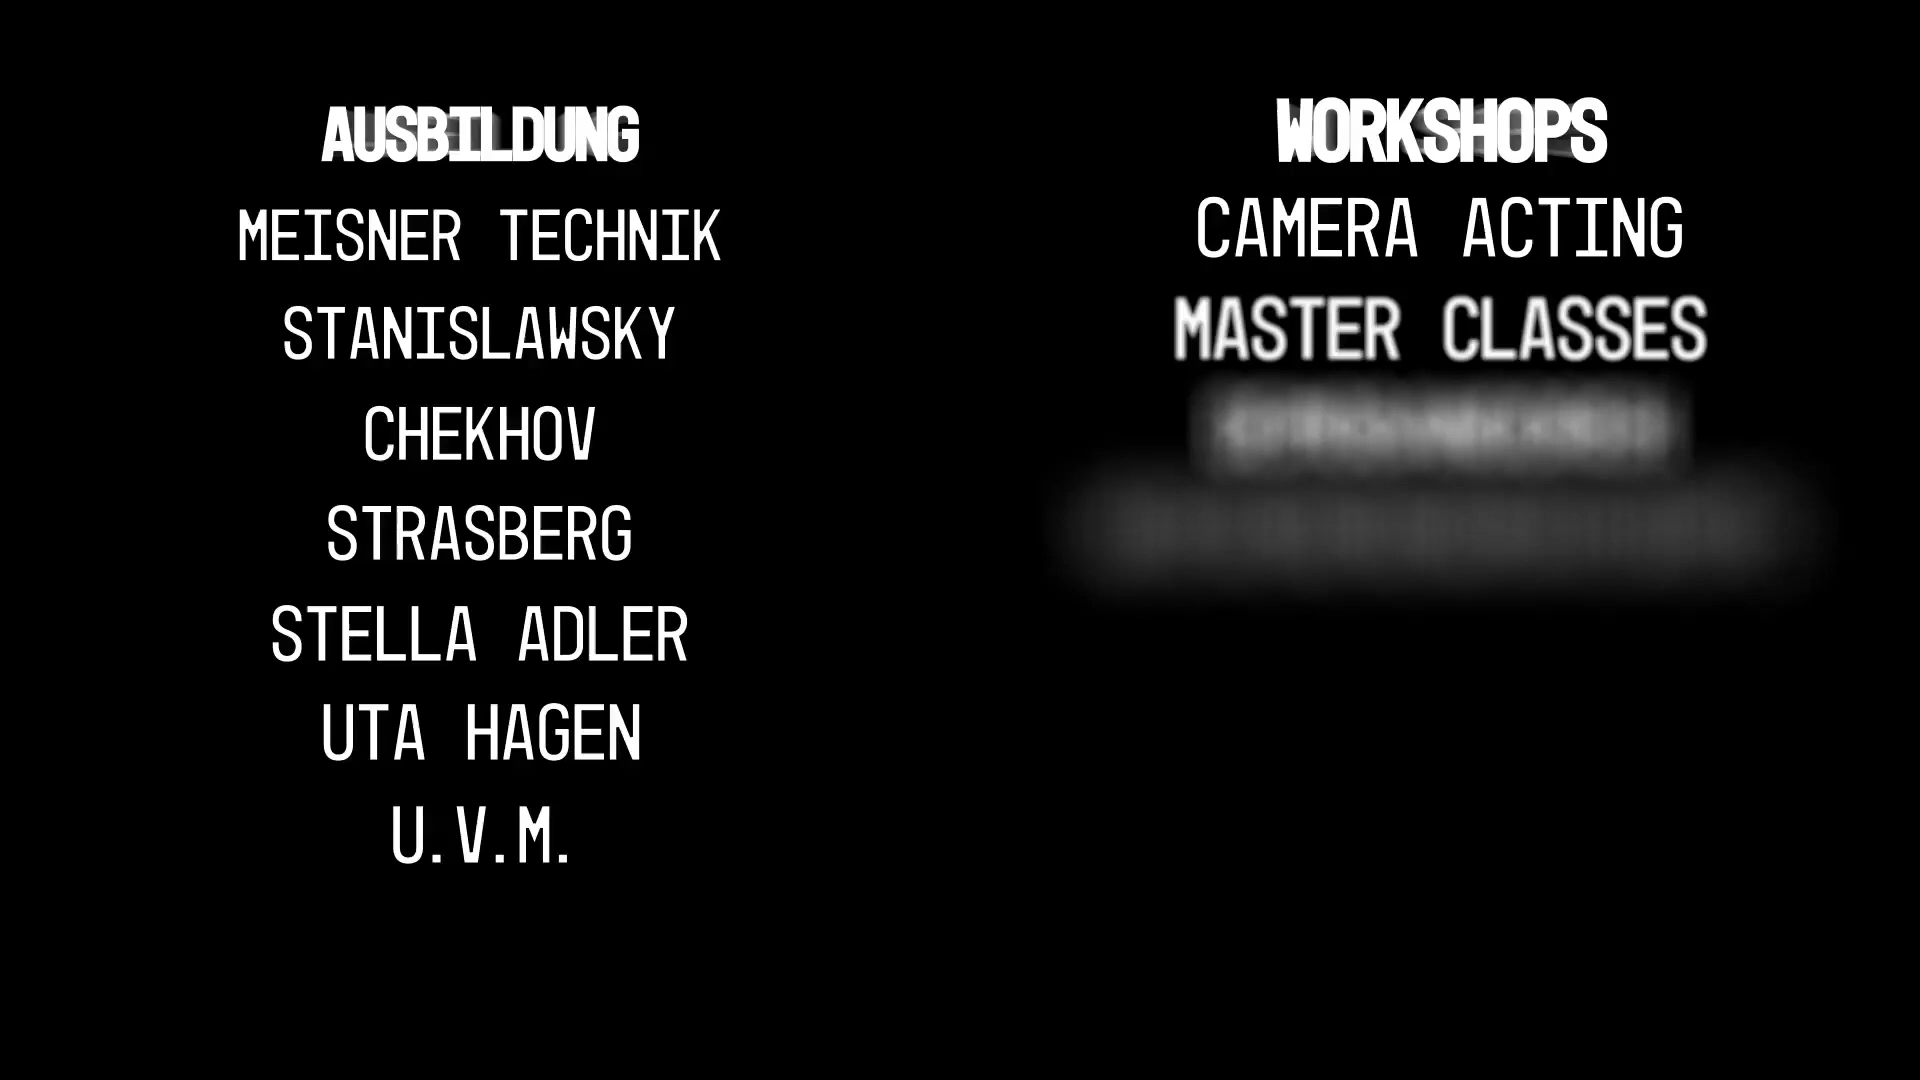 AUSBILDUNG
MEISNER TECHNIK
STANISLAWSKY
CHEKHOV
STRASBERG
STELLA ADLER
UTA HAGEN
U.V.M.
WORKSHOPS
CAMERA ACTING
MASTER CLASSES